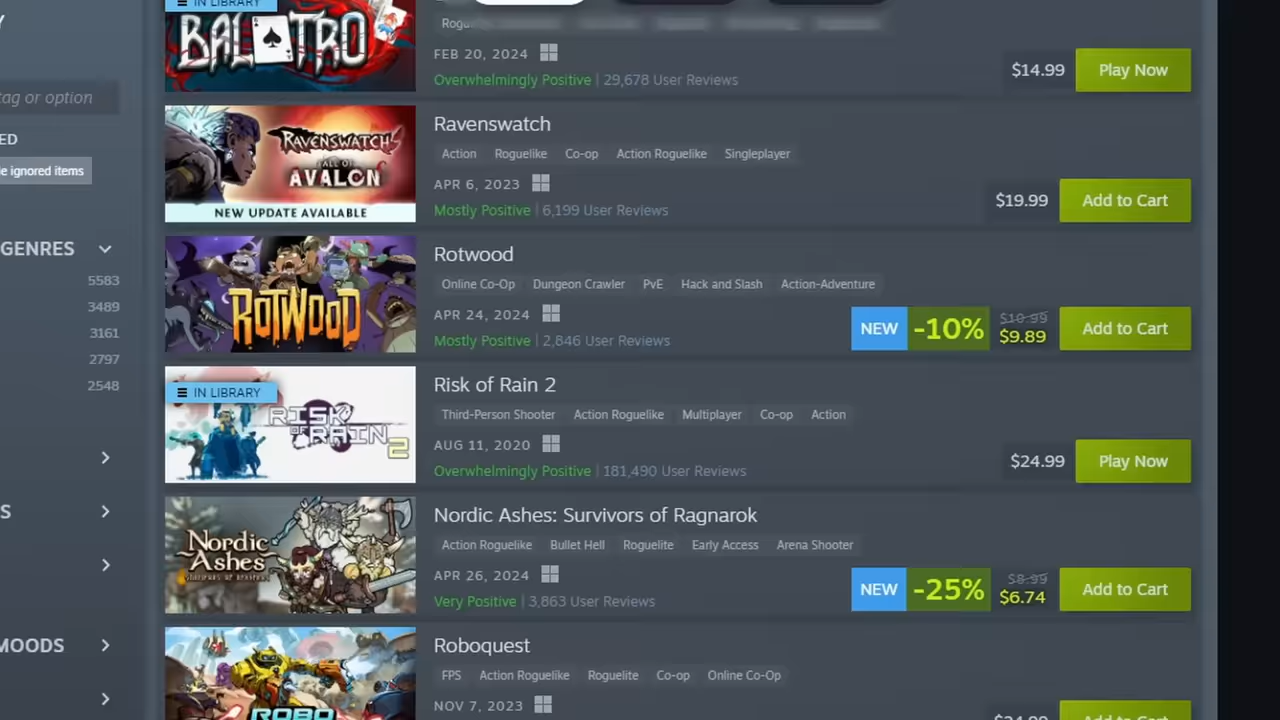 Y
IN LIBRARY
BALATRO
A
FEB 20, 2024
Overwhelmingly Positive | 29,678 User Reviews
$14.99
Play Now
tag or option
ED
e ignored items
RAVENSWATCH
FALL OF
AVALON
NEW UPDATE AVAILABLE
Ravenswatch
Action Roguelike Co-op Action Roguelike Singleplayer
APR 6, 2023
Mostly Positive | 6,199 User Reviews
$19.99
Add to Cart
GENRES
5583
3489
3161
2797
2548
ROTWOOD
Rotwood
Online Co-Op Dungeon Crawler PvE Hack and Slash Action-Adventure
APR 24, 2024
Mostly Positive | 2,846 User Reviews
NEW
-10%
$10.99
$9.89
Add to Cart
IN LIBRARY
RISK
OF RAIN 2
Risk of Rain 2
Third-Person Shooter Action Roguelike Multiplayer Co-op Action
AUG 11, 2020
Overwhelmingly Positive | 181,490 User Reviews
$24.99
Play Now
S
Nordic
Ashes
SURVIVORS OF RAGNAROK
Nordic Ashes: Survivors of Ragnarok
Action Roguelike Bullet Hell Roguelite Early Access Arena Shooter
APR 26, 2024
Very Positive | 3,863 User Reviews
NEW
-25%
$8.99
$6.74
Add to Cart
MOODS
ROBO
Roboquest
FPS Action Roguelike Roguelite Co-op Online Co-Op
NOV 7, 2023
Add to Cart